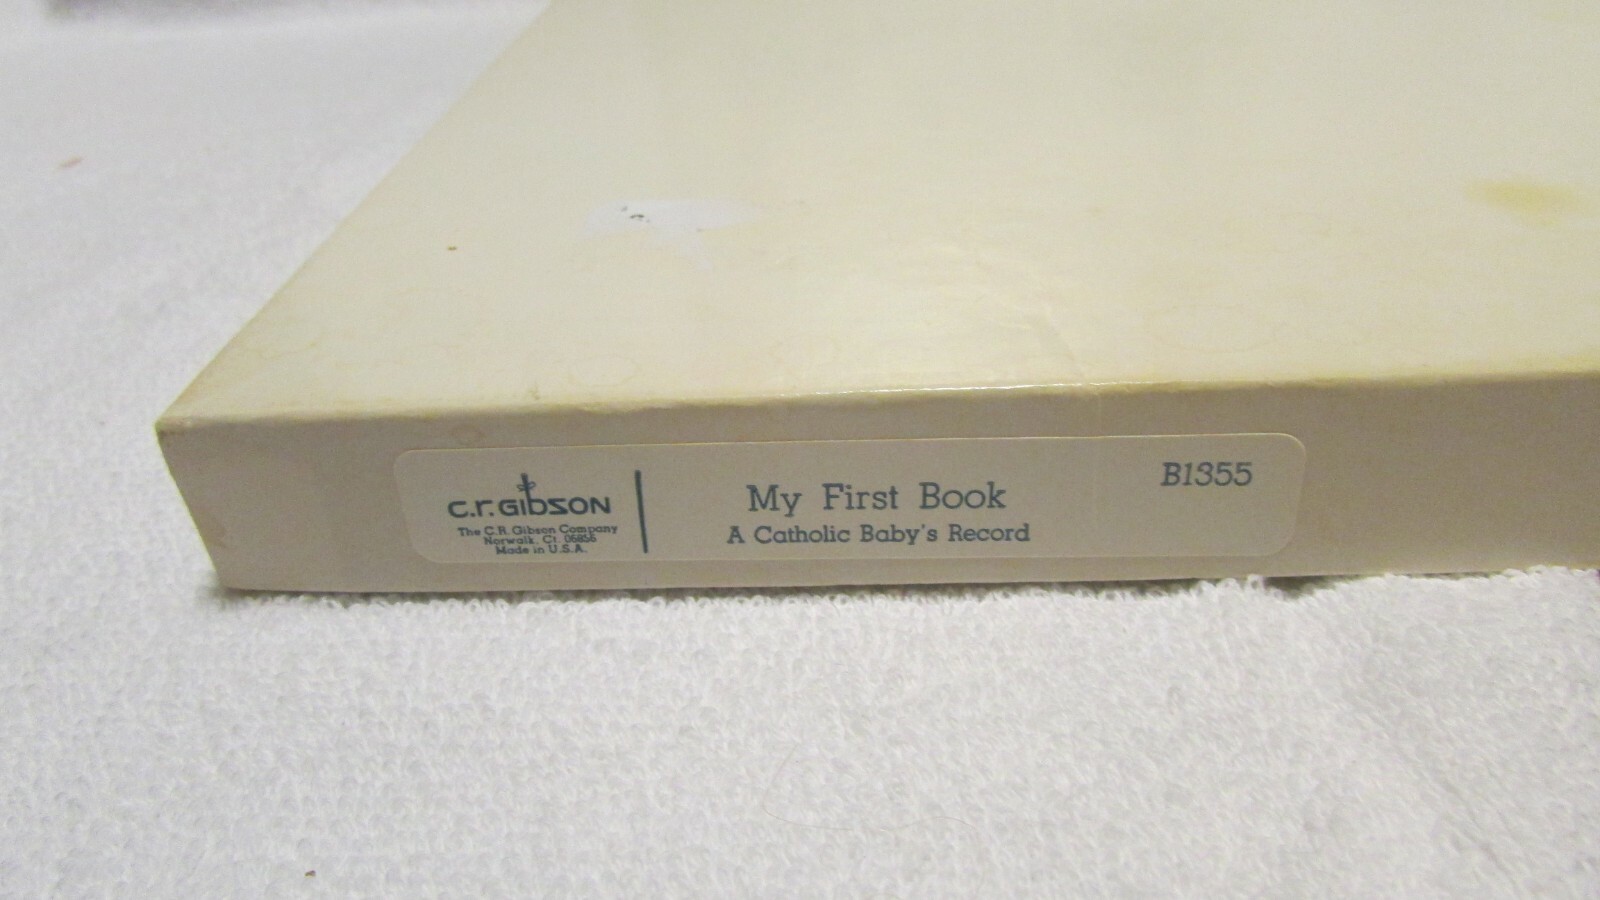 C.R. GIBSON
The C.R. Gibson Company
Norwalk, Ct. 06856
Made in U.S.A.
My First Book
A Catholic Baby's Record
B1355